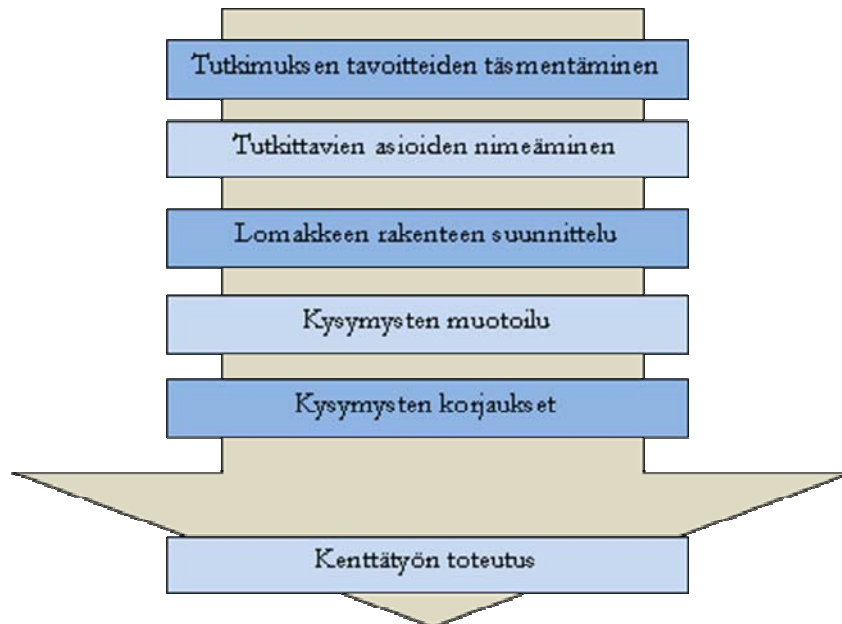 Tutkimuksen tavoitteiden täsmentäminen
Tutkittavien asioiden nimeäminen
Lomakkeen rakenteen suunnittelu
Kysymysten muotoilu
Kysymysten korjaukset
Kenttätyön toteutus